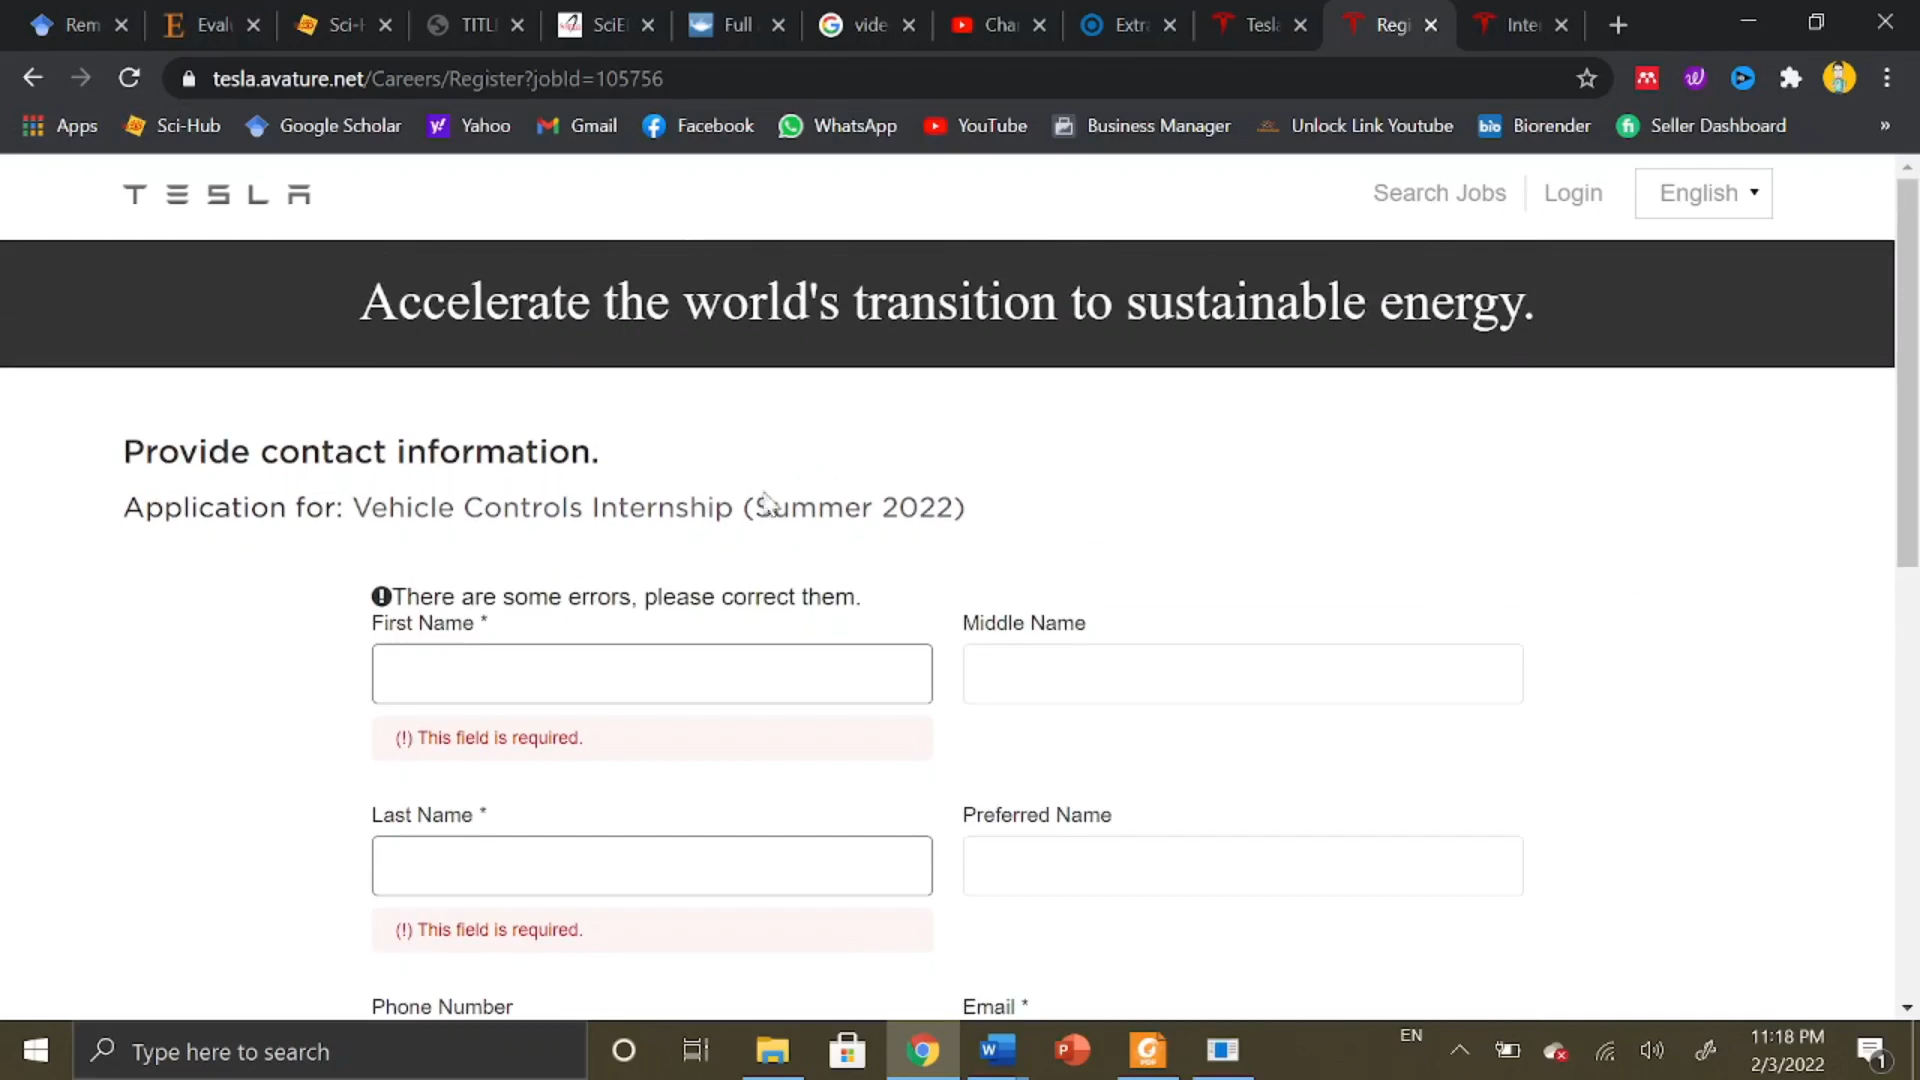 Rem Eval Sci-H TITL SciE Full vide Cha Extr Tesla Regi Inte
tesla.avature.net/Careers/Register?jobId=105756
Apps Sci-Hub Google Scholar Yahoo Gmail Facebook WhatsApp YouTube Business Manager Unlock Link Youtube bio Biorender fi Seller Dashboard »
TESLA Search Jobs Login English
Accelerate the world's transition to sustainable energy.
Provide contact information.
Application for: Vehicle Controls Internship (Summer 2022)
There are some errors, please correct them.
First Name * Middle Name
(!) This field is required.
Last Name * Preferred Name
(!) This field is required.
Phone Number Email *
Type here to search EN 11:18 PM
2/3/2022 1